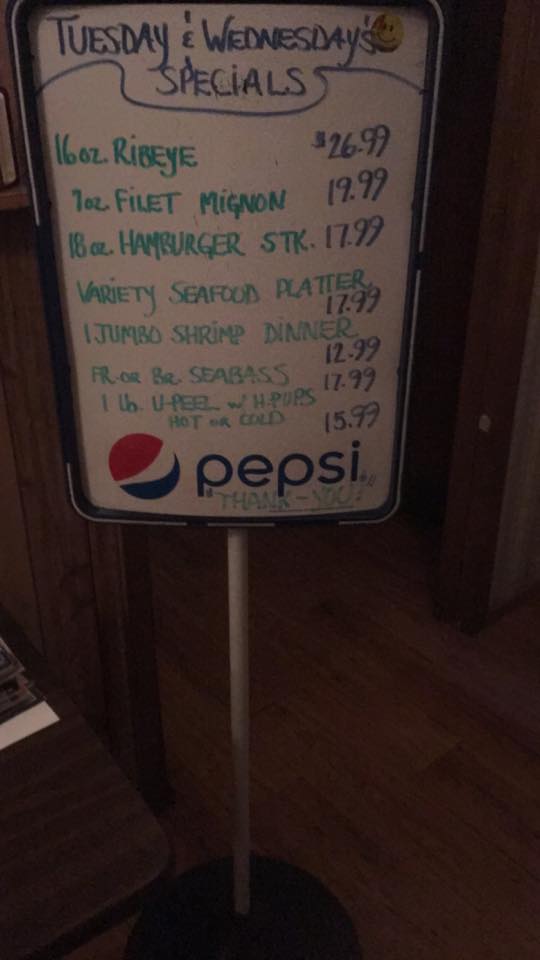 TUESDAY & WEDNESDAY'S
SPECIALS
16oz. RIBEYE $26.99
7oz. FILET MIGNON 19.99
18oz. HAMBURGER STK. 17.99
VARIETY SEAFOOD PLATTER
17.99
1 JUMBO SHRIMP DINNER
12.99
FR. OR BR. SEABASS 17.99
1 lb. U-PEEL w/ H-PUPS
HOT OR COLD 15.99
pepsi
"THANK-YOU!"